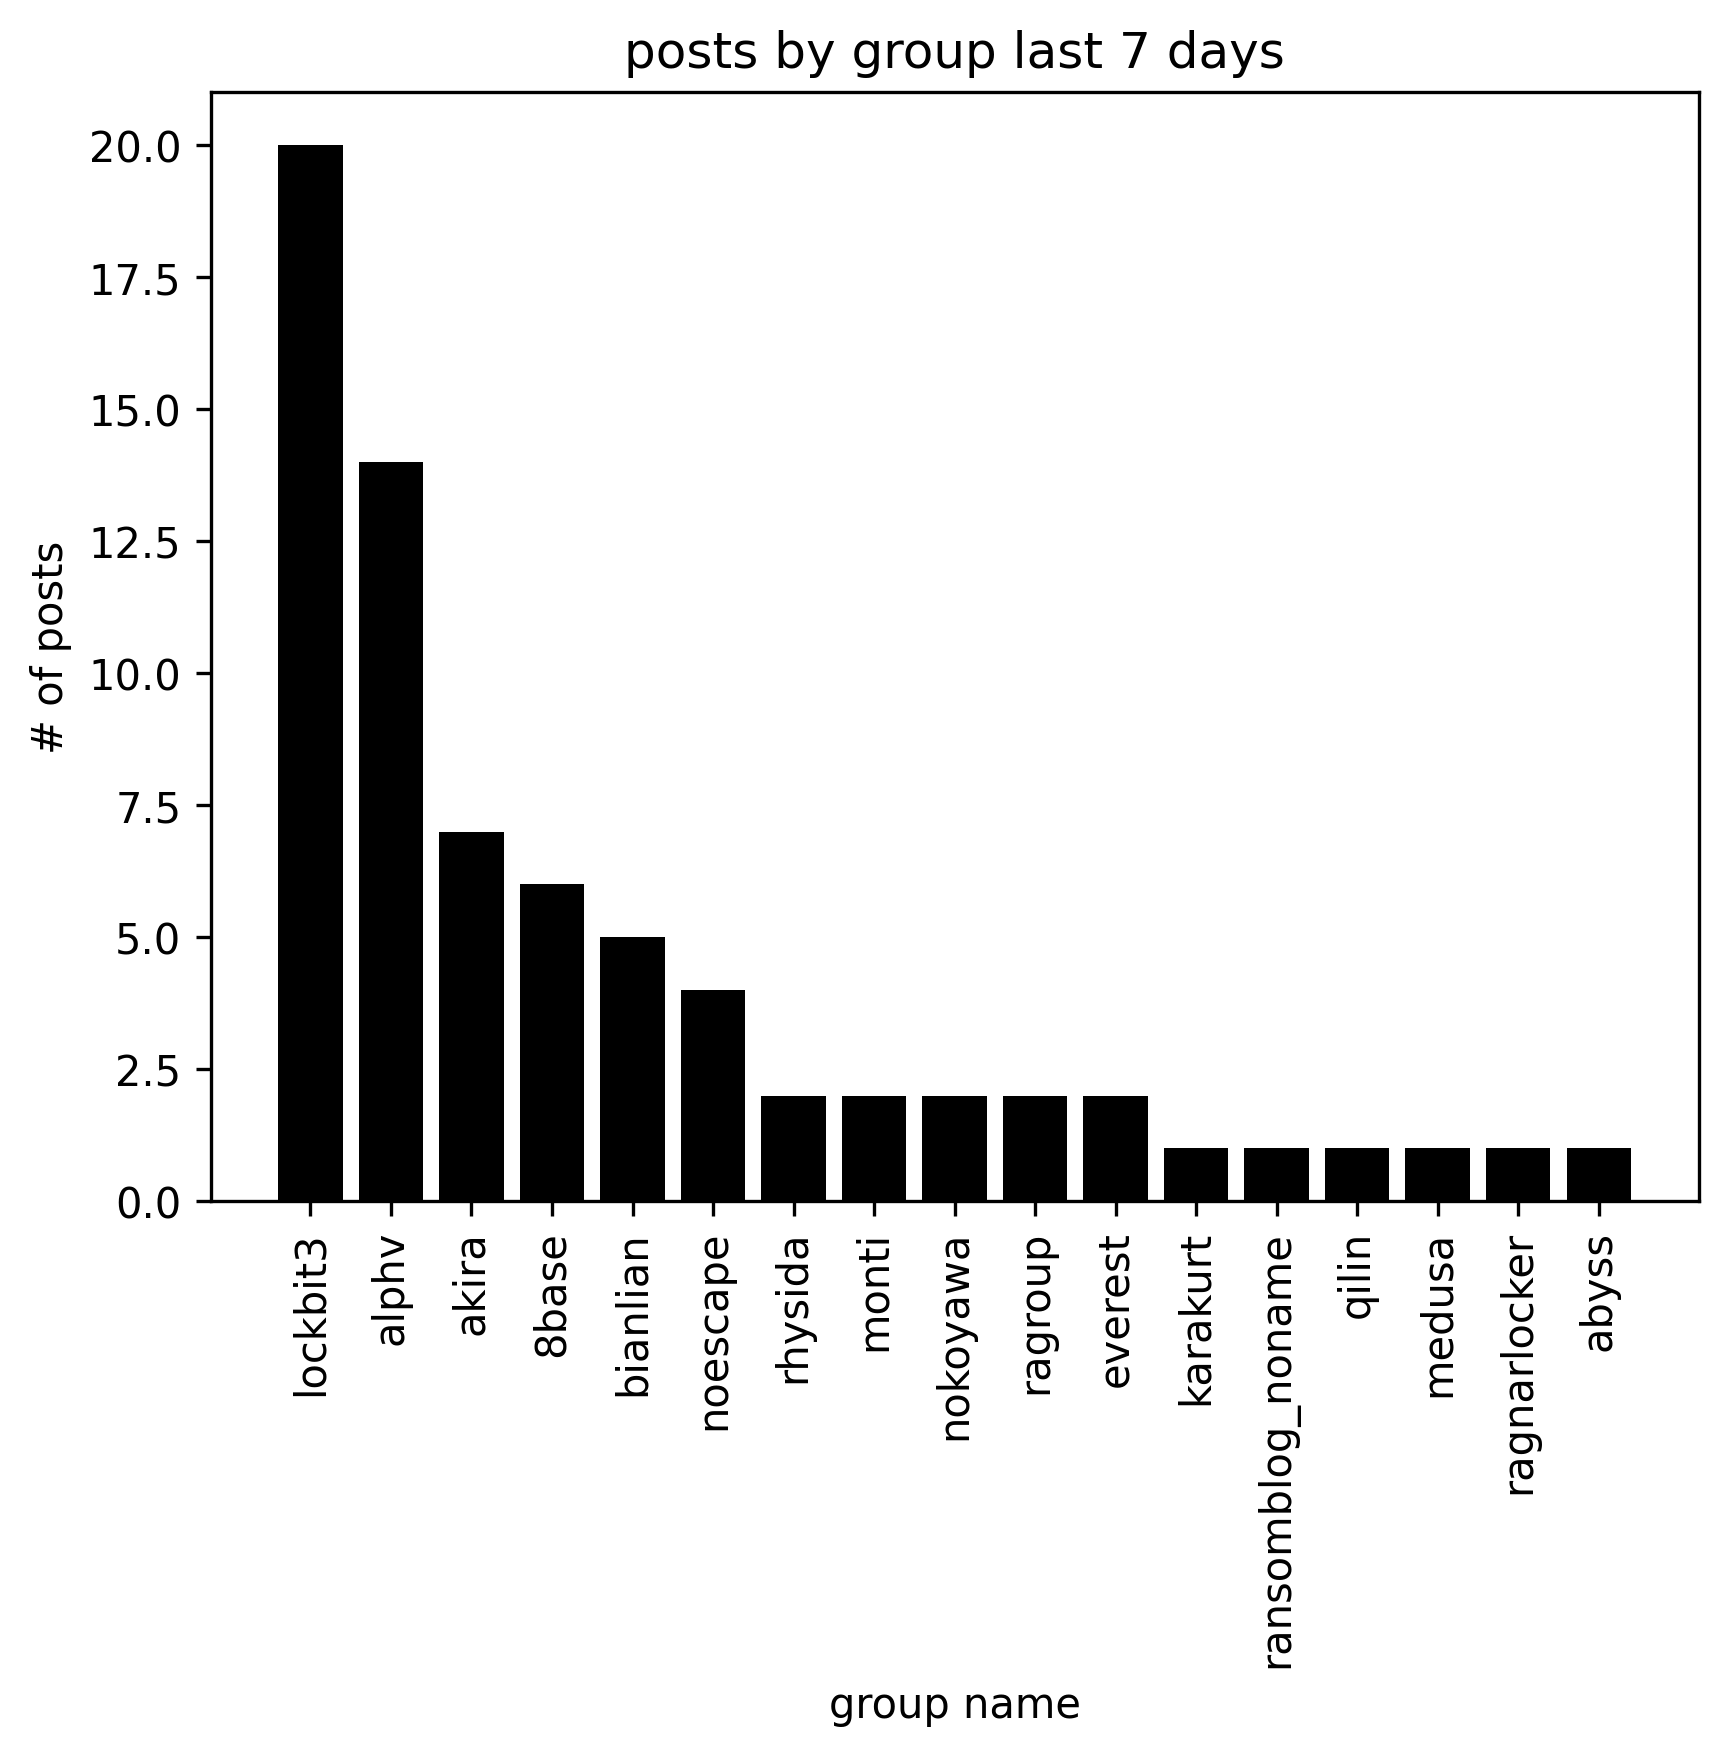 posts by group last 7 days
20.0
17.5
15.0
12.5
10.0
7.5
5.0
2.5
0.0
# of posts
lockbit3
alphv
akira
8base
bianlian
noescape
rhysida
monti
nokoyawa
ragroup
everest
karakurt
ransomblog_noname
qilin
medusa
ragnarlocker
abyss
group name